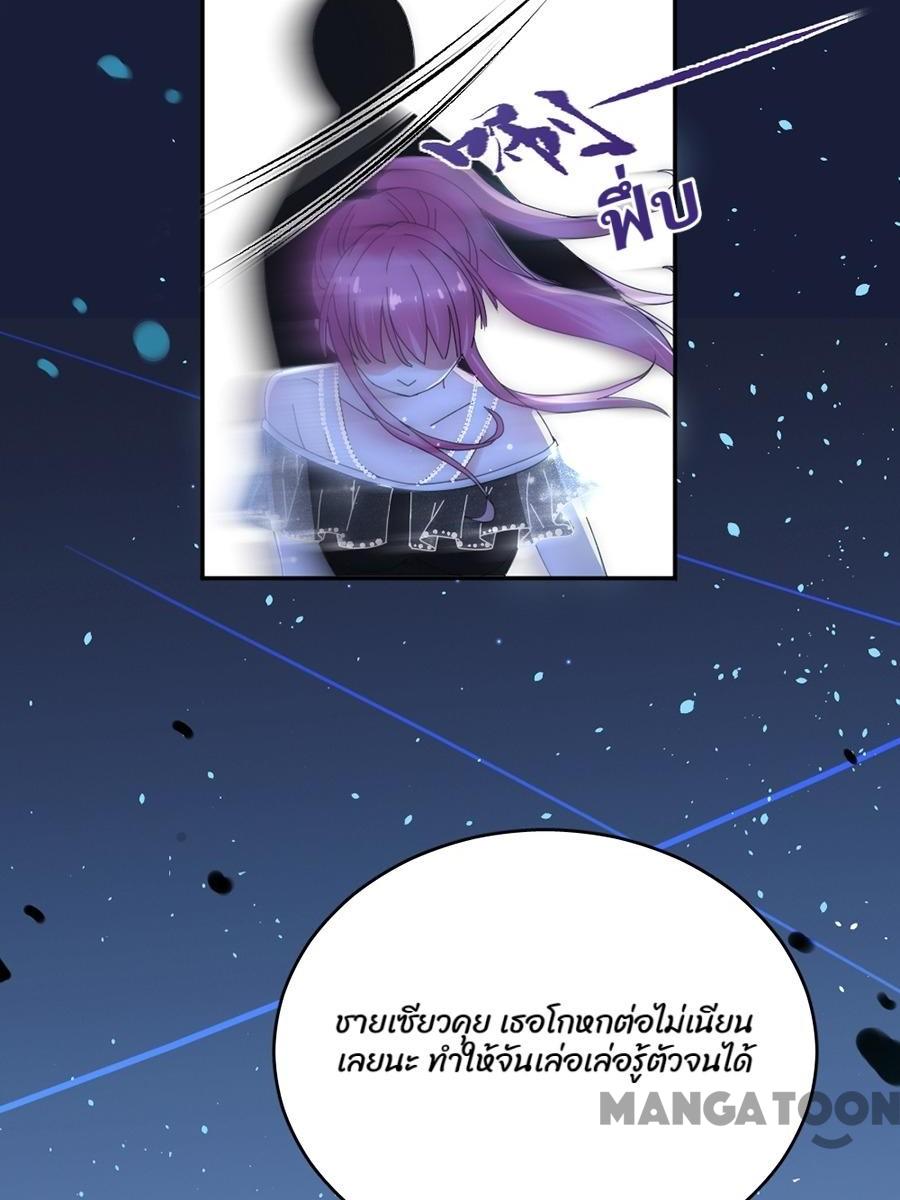 唰
ฟึ่บ
ชายเซียวคุย เธอโกหกต่อไม่เนียน
เลยนะ ทำให้จันเล่อเล่อรู้ตัวจนได้
MANGATOON